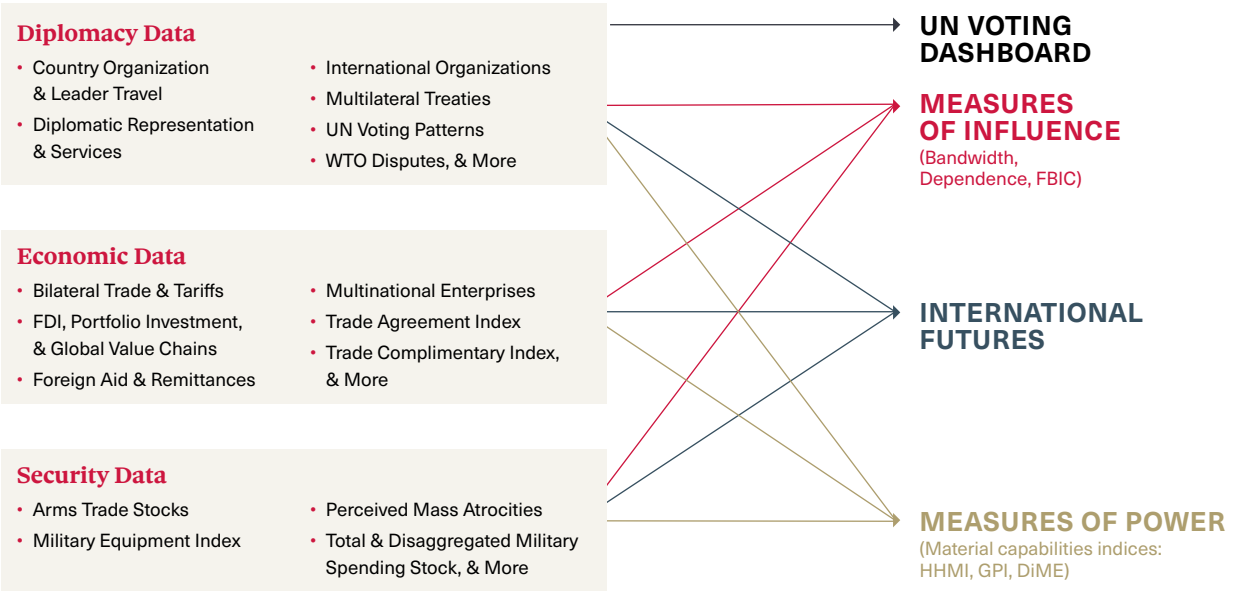 Diplomacy Data
• Country Organization
& Leader Travel
• Diplomatic Representation
& Services
• International Organizations
• Multilateral Treaties
• UN Voting Patterns
• WTO Disputes, & More
Economic Data
• Bilateral Trade & Tariffs
• FDI, Portfolio Investment,
& Global Value Chains
• Foreign Aid & Remittances
• Multinational Enterprises
• Trade Agreement Index
• Trade Complimentary Index,
& More
Security Data
• Arms Trade Stocks
• Military Equipment Index
• Perceived Mass Atrocities
• Total & Disaggregated Military
Spending Stock, & More
UN VOTING
DASHBOARD
MEASURES
OF INFLUENCE
(Bandwidth,
Dependence, FBIC)
INTERNATIONAL
FUTURES
MEASURES OF POWER
(Material capabilities indices:
HHMI, GPI, DiME)